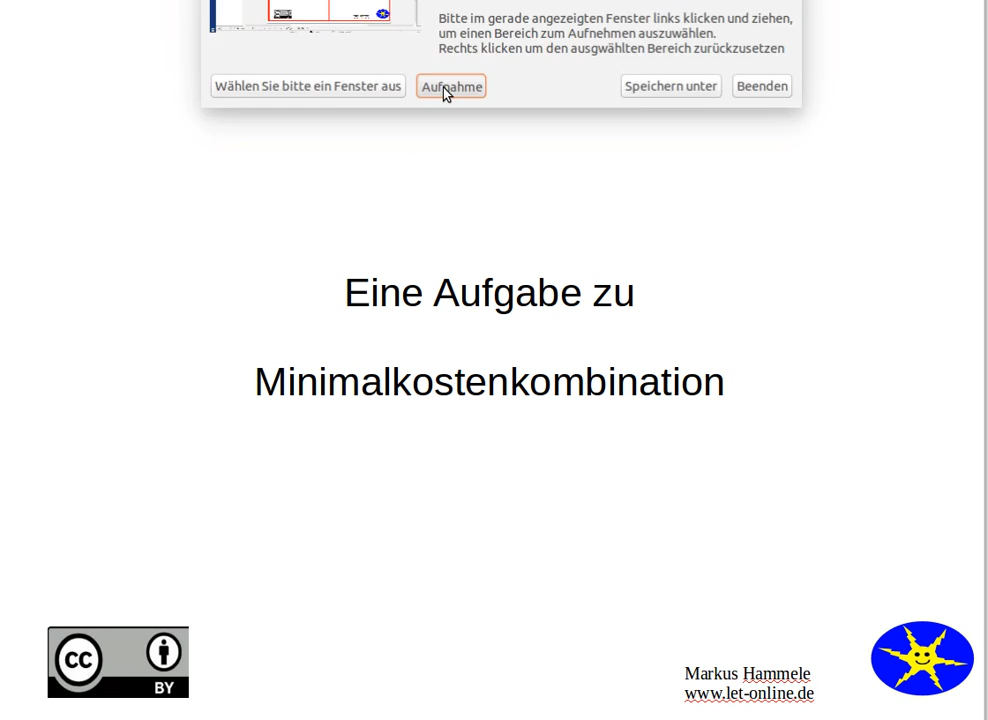 Bitte im gerade angezeigten Fenster links klicken und ziehen,
um einen Bereich zum Aufnehmen auszuwählen.
Rechts klicken um den ausgwählten Bereich zurückzusetzen
Wählen Sie bitte ein Fenster aus
Aufnahme
Speichern unter
Beenden
Eine Aufgabe zu
Minimalkostenkombination
CC
BY
Markus Hammele
www.let-online.de